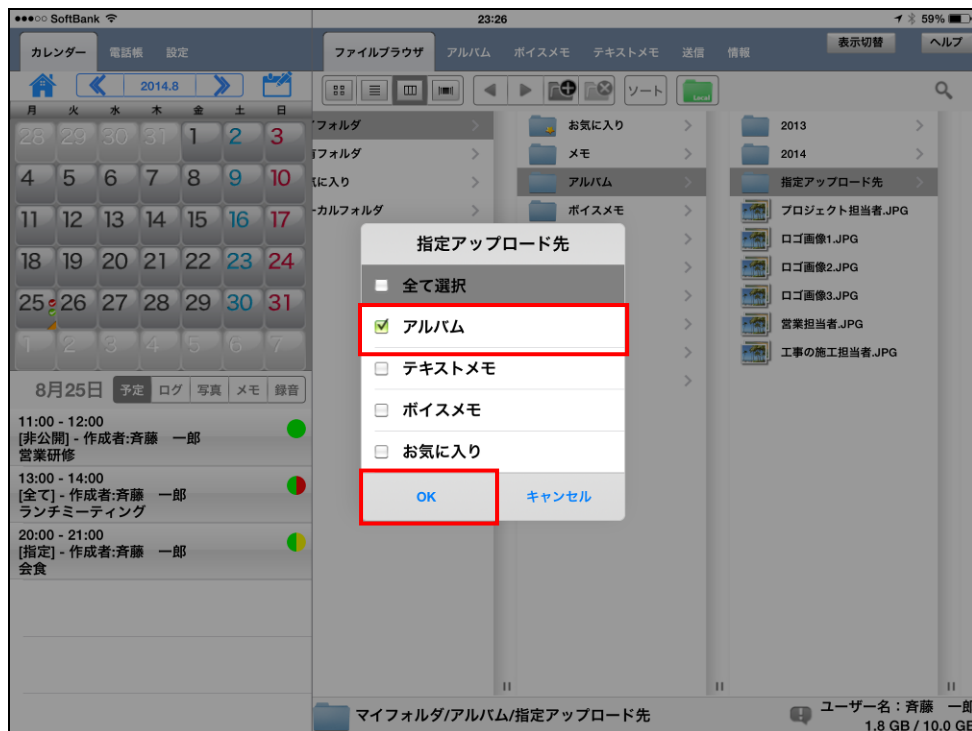 ●●●○○ SoftBank
23:26
59%
カレンダー 電話帳 設定
ファイルブラウザ アルバム ボイスメモ テキストメモ 送信 情報
表示切替 ヘルプ
2014.8
ソート
Local
月 火 水 木 金 土 日
28 29 30 31 1 2 3
4 5 6 7 8 9 10
11 12 13 14 15 16 17
18 19 20 21 22 23 24
25 26 27 28 29 30 31
1 2 3 4 5 6 7
8月25日 予定 ログ 写真 メモ 録音
11:00 - 12:00
[非公開] - 作成者:斉藤 一郎
営業研修
13:00 - 14:00
[全て] - 作成者:斉藤 一郎
ランチミーティング
20:00 - 21:00
[指定] - 作成者:斉藤 一郎
会食
フォルダ
フォルダ
に入り
ーカルフォルダ
お気に入り
メモ
アルバム
ボイスメモ
2013
2014
指定アップロード先
プロジェクト担当者.JPG
ロゴ画像1.JPG
ロゴ画像2.JPG
ロゴ画像3.JPG
営業担当者.JPG
工事の施工担当者.JPG
指定アップロード先
全て選択
アルバム
テキストメモ
ボイスメモ
お気に入り
OK キャンセル
マイフォルダ/アルバム/指定アップロード先
ユーザー名：斉藤 一郎
1.8 GB / 10.0 GB